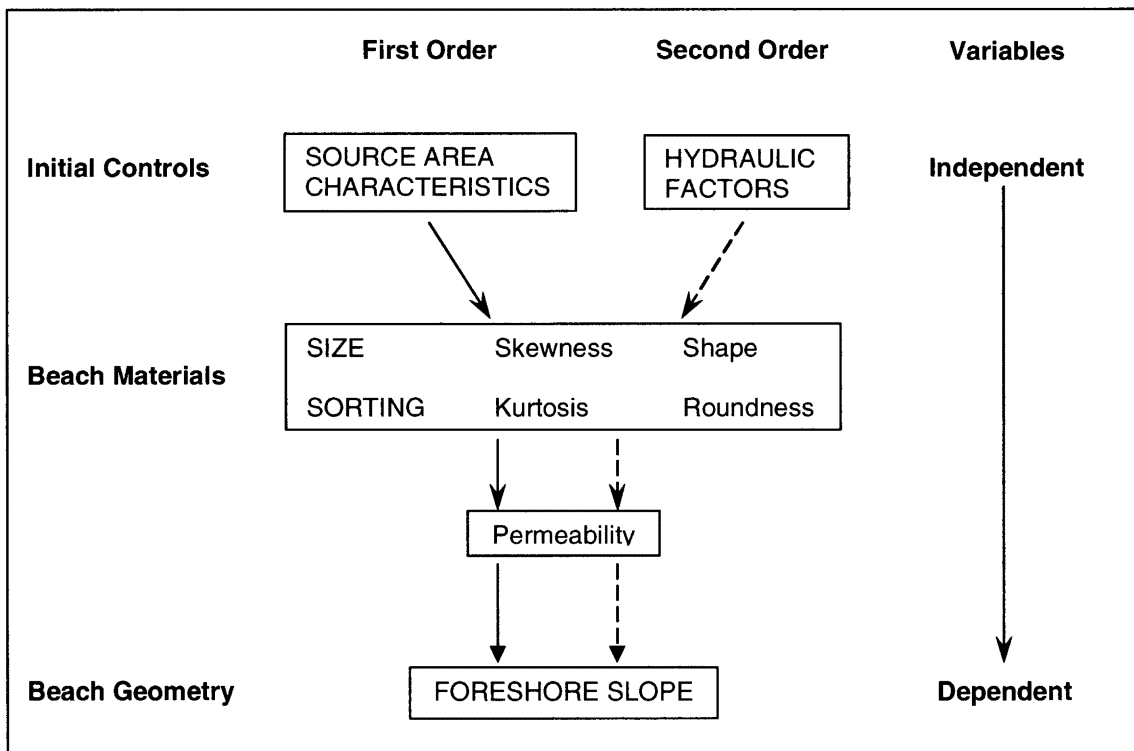 First Order Second Order Variables
Initial Controls
SOURCE AREA
CHARACTERISTICS
HYDRAULIC
FACTORS
Independent
Beach Materials
SIZE Skewness Shape
SORTING Kurtosis Roundness
Permeability
Beach Geometry
FORESHORE SLOPE
Dependent